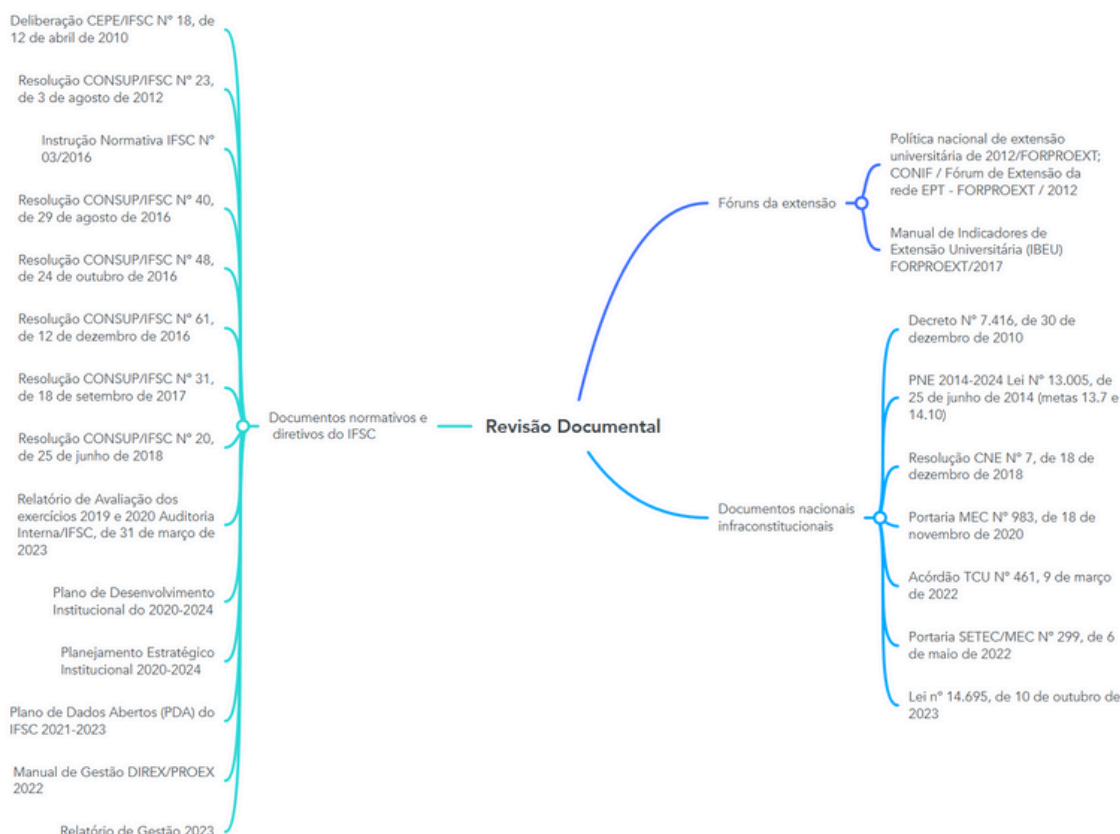 Deliberação CEPE/IFSC Nº 18, de
12 de abril de 2010
Resolução CONSUP/IFSC Nº 23,
de 3 de agosto de 2012
Instrução Normativa IFSC Nº
03/2016
Resolução CONSUP/IFSC Nº 40,
de 29 de agosto de 2016
Resolução CONSUP/IFSC Nº 48,
de 24 de outubro de 2016
Resolução CONSUP/IFSC Nº 61,
de 12 de dezembro de 2016
Resolução CONSUP/IFSC Nº 31,
de 18 de setembro de 2017
Resolução CONSUP/IFSC Nº 20,
de 25 de junho de 2018
Relatório de Avaliação dos
exercícios 2019 e 2020 Auditoria
Interna/IFSC, de 31 de março de
2023
Plano de Desenvolvimento
Institucional do 2020-2024
Planejamento Estratégico
Institucional 2020-2024
Plano de Dados Abertos (PDA) do
IFSC 2021-2023
Manual de Gestão DIREX/PROEX
2022
Relatório de Gestão 2023
Documentos normativos e
diretivos do IFSC
Revisão Documental
Fóruns da extensão
Política nacional de extensão
universitária de 2012/FORPROEXT;
CONIF / Fórum de Extensão da
rede EPT - FORPROEXT / 2012
Manual de Indicadores de
Extensão Universitária (IBEU)
FORPROEXT/2017
Documentos nacionais
infraconstitucionais
Decreto Nº 7.416, de 30 de
dezembro de 2010
PNE 2014-2024 Lei Nº 13.005, de
25 de junho de 2014 (metas 13.7 e
14.10)
Resolução CNE Nº 7, de 18 de
dezembro de 2018
Portaria MEC Nº 983, de 18 de
novembro de 2020
Acórdão TCU Nº 461, 9 de março
de 2022
Portaria SETEC/MEC Nº 299, de 6
de maio de 2022
Lei nº 14.695, de 10 de outubro de
2023